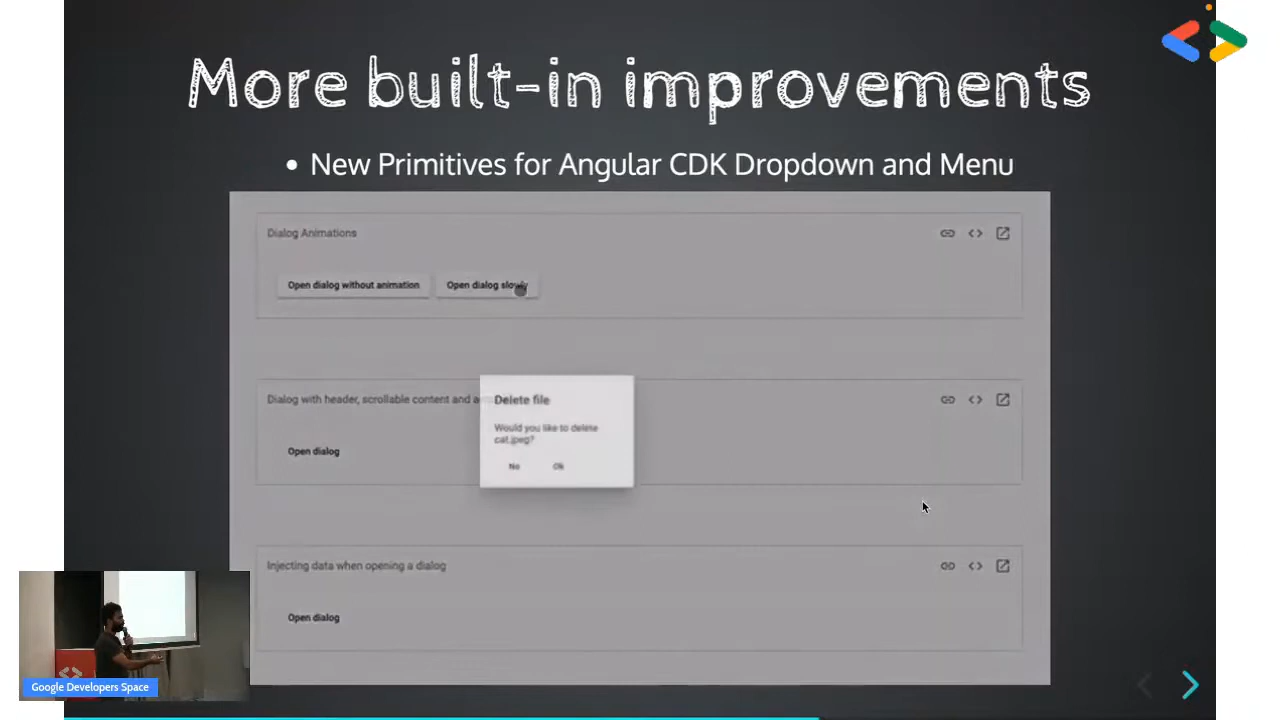 More built-in improvements
New Primitives for Angular CDK Dropdown and Menu
Dialog Animations
Open dialog without animation
Open dialog slowly
Dialog with header, scrollable content and
Delete file
Would you like to delete
cat.jpeg?
No
Ok
Open dialog
Injecting data when opening a dialog
Open dialog
Google Developers Space